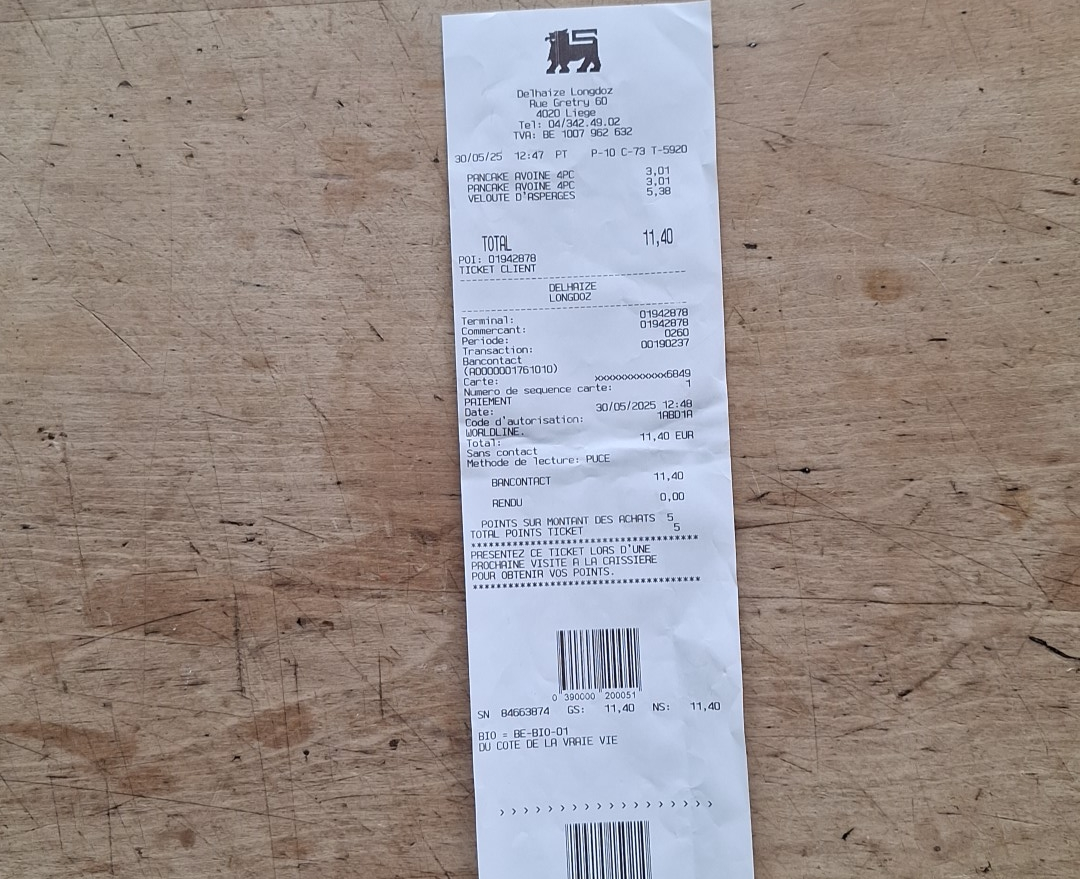 Delhaize Longdoz
Rue Gretry 60
4020 Liege
Tel: 04/342.49.02
TVA: BE 1007 962 632
30/05/25 12:47 PT P-10 C-73 T-5920
PANCAKE AVOINE 4PC 3,01
PANCAKE AVOINE 4PC 3,01
VELOUTE D'ASPERGES 5,38
TOTAL 11,40
POI: 01942878
TICKET CLIENT
DELHAIZE
LONGDOZ
Terminal: 01942878
Commercant: 01942878
Periode: 0260
Transaction: 00190237
Bancontact
(A0000001761010)
Carte: xxxxxxxxxxxx6849
Numero de sequence carte: 1
PAIEMENT
Date: 30/05/2025 12:48
Code d'autorisation: 1A8D1A
WORLDLINE.
Total: 11,40 EUR
Sans contact
Methode de lecture: PUCE
BANCONTACT 11,40
RENDU 0,00
POINTS SUR MONTANT DES ACHATS 5
TOTAL POINTS TICKET 5
***************************************
PRESENTEZ CE TICKET LORS D'UNE
PROCHAINE VISITE A LA CAISSIERE
POUR OBTENIR VOS POINTS.
***************************************
0 390000 200051
SN 84663874 GS: 11,40 NS: 11,40
BIO = BE-BIO-01
DU COTE DE LA VRAIE VIE